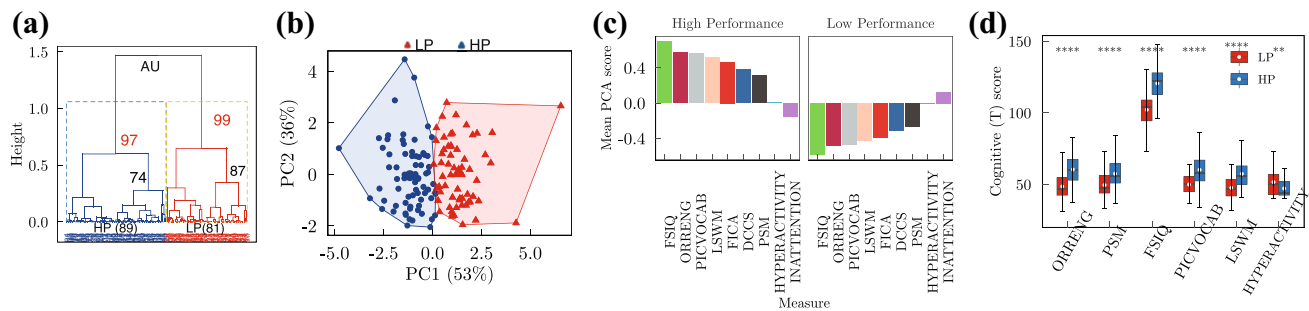 (a)
1.5
1.0
0.5
0.0
Height
AU
97
99
74
87
HP (89)
LP(81)
(b)
LP
HP
4
2
0
-2
PC2 (36%)
-5.0
-2.5
0.0
2.5
5.0
PC1 (53%)
(c)
High Performance
Low Performance
0.4
0.0
-0.4
Mean PCA score
FSIQ
ORRENG
PICVOCAB
LSWM
FICA
DCCS
PSM
HYPERACTIVITY
INATTENTION
FSIQ
ORRENG
PICVOCAB
LSWM
FICA
DCCS
PSM
HYPERACTIVITY
INATTENTION
Measure
(d)
150
100
50
Cognitive (T) score
****
****
****
****
****
**
LP
HP
ORRENG
PSM
FSIQ
PICVOCAB
LSWM
HYPERACTIVITY